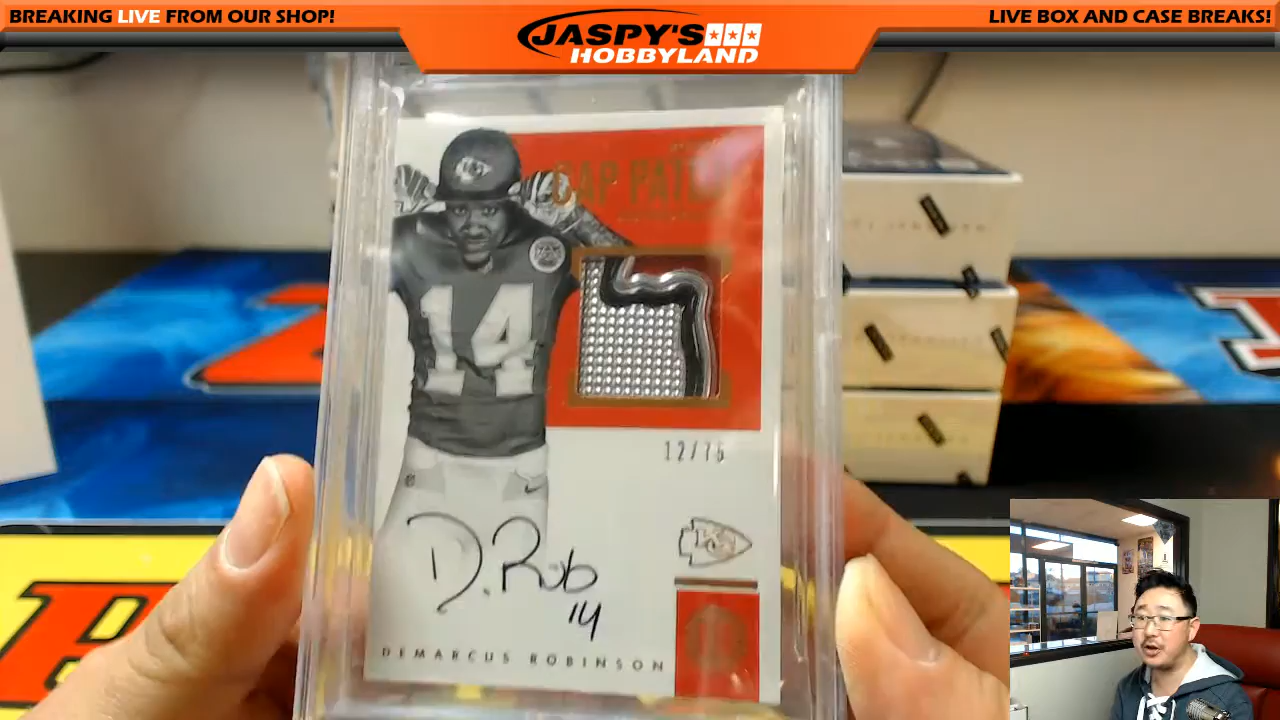 BREAKING LIVE FROM OUR SHOP!
JASPY'S
HOBBYLAND
LIVE BOX AND CASE BREAKS!
CAP PATCH
14
12/75
KC
D. Rob
14
DEMARCUS ROBINSON